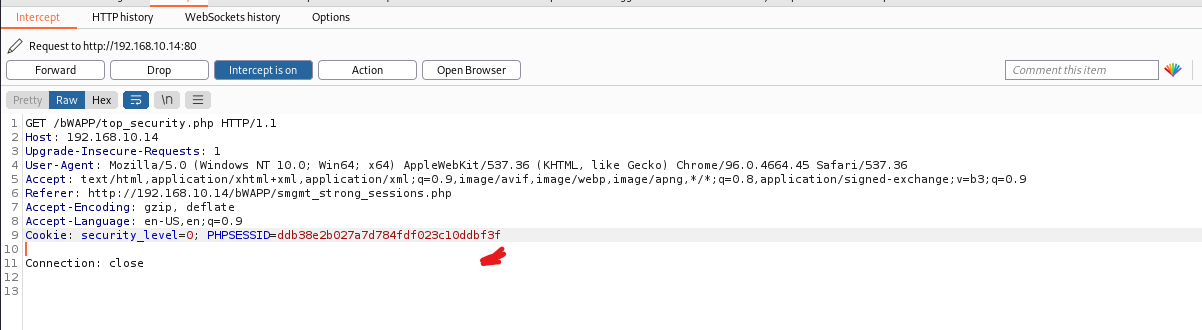 Intercept HTTP history WebSockets history Options
Request to http://192.168.10.14:80
Forward Drop Intercept is on Action Open Browser Comment this item
Pretty Raw Hex \n
1 GET /bWAPP/top_security.php HTTP/1.1
2 Host: 192.168.10.14
3 Upgrade-Insecure-Requests: 1
4 User-Agent: Mozilla/5.0 (Windows NT 10.0; Win64; x64) AppleWebKit/537.36 (KHTML, like Gecko) Chrome/96.0.4664.45 Safari/537.36
5 Accept: text/html,application/xhtml+xml,application/xml;q=0.9,image/avif,image/webp,image/apng,*/*;q=0.8,application/signed-exchange;v=b3;q=0.9
6 Referer: http://192.168.10.14/bWAPP/smgmt_strong_sessions.php
7 Accept-Encoding: gzip, deflate
8 Accept-Language: en-US,en;q=0.9
9 Cookie: security_level=0; PHPSESSID=ddb38e2b027a7d784fdf023c10ddbf3f
10
11 Connection: close
12
13